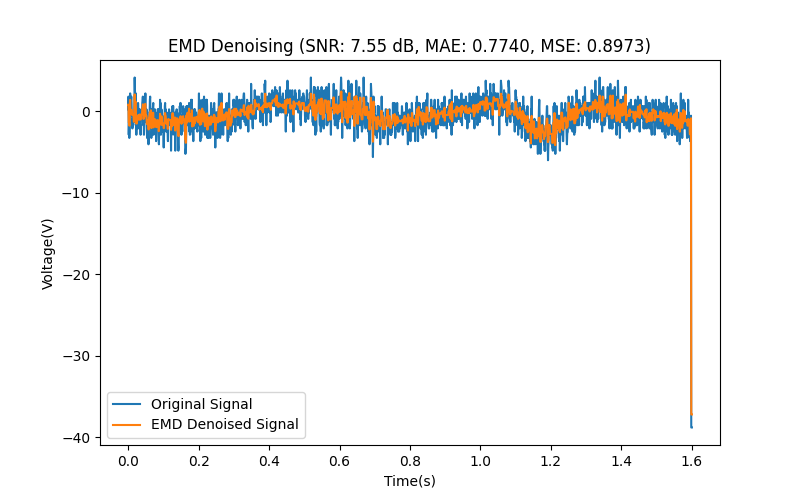 EMD Denoising (SNR: 7.55 dB, MAE: 0.7740, MSE: 0.8973)
0
−10
−20
−30
−40
Voltage(V)
Original Signal
EMD Denoised Signal
0.0 0.2 0.4 0.6 0.8 1.0 1.2 1.4 1.6
Time(s)